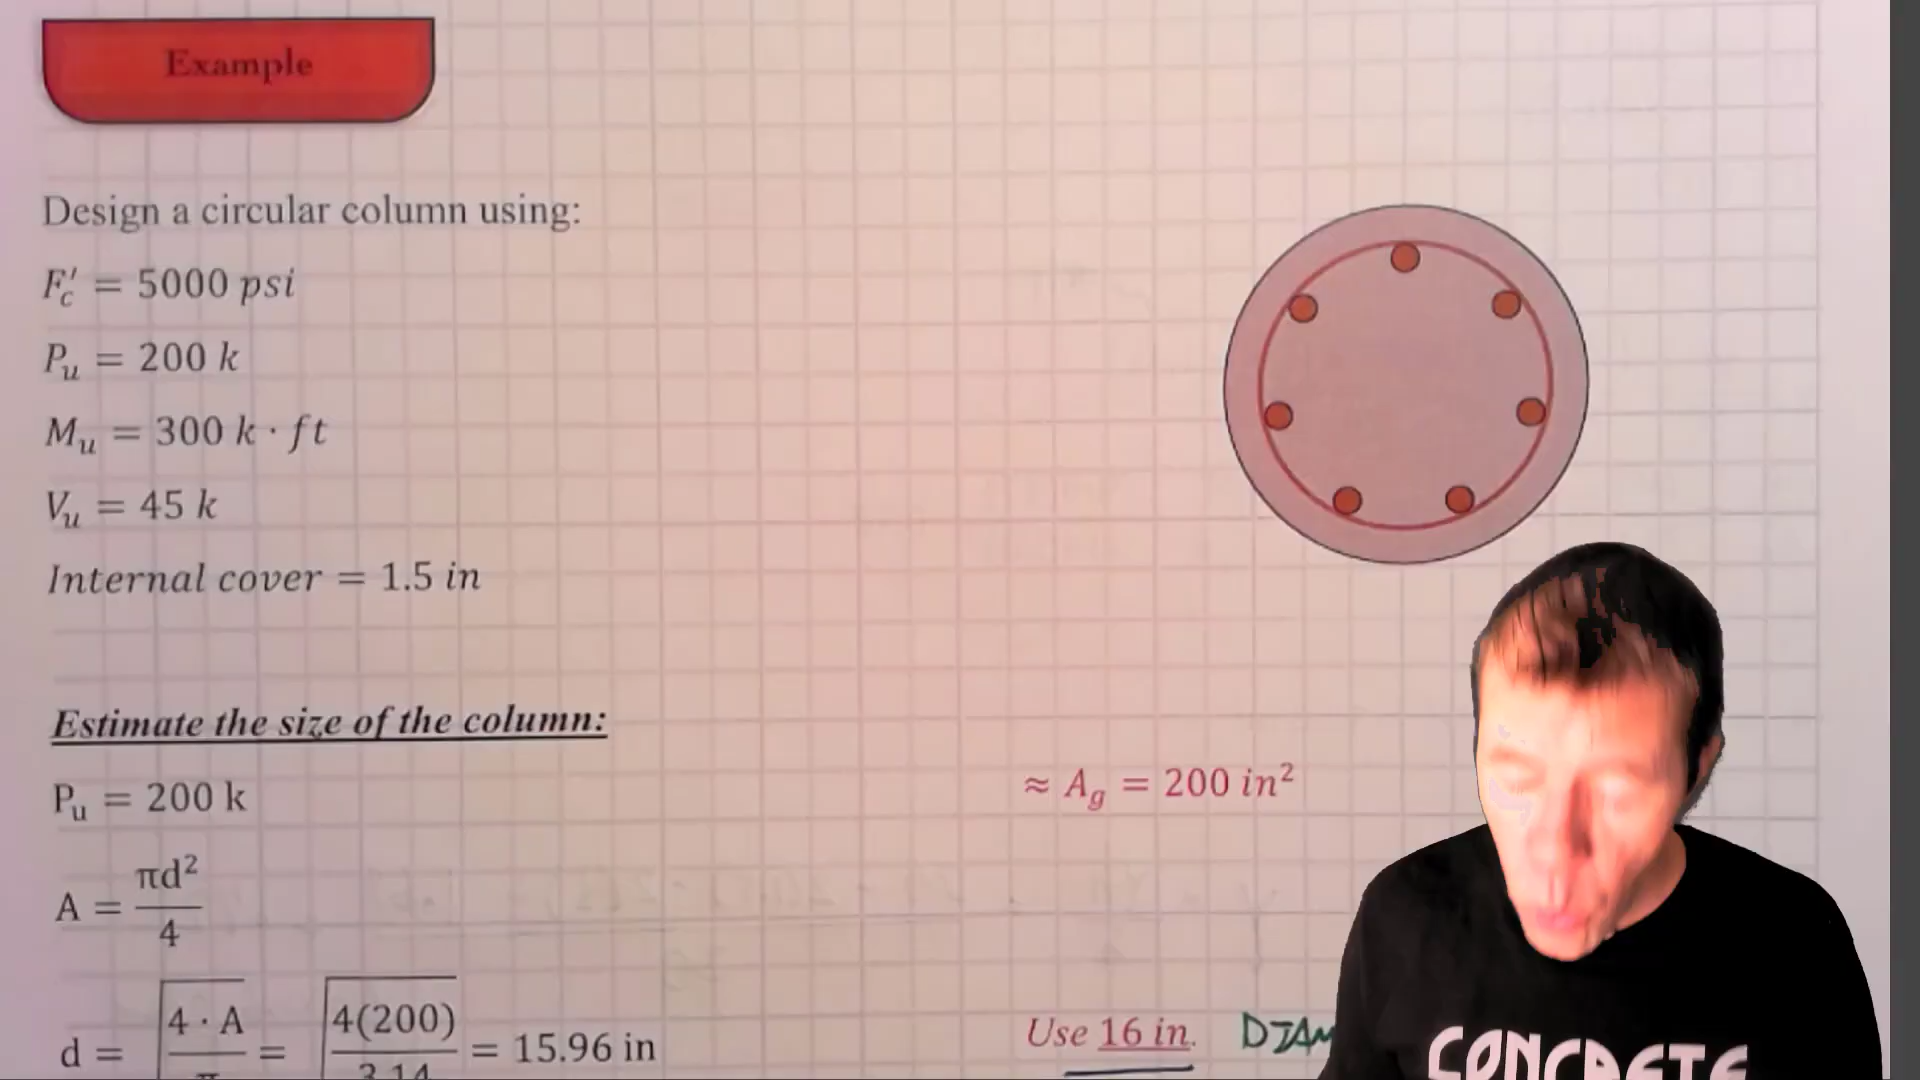 Example
Design a circular column using:
F'c = 5000 psi
Pu = 200 k
Mu = 300 k · ft
Vu = 45 k
Internal cover = 1.5 in
Estimate the size of the column:
Pu = 200 k
≈ Ag = 200 in²
A = πd²/4
d = √(4 · A/π) = √(4(200)/3.14) = 15.96 in
Use 16 in.
CONCRETE